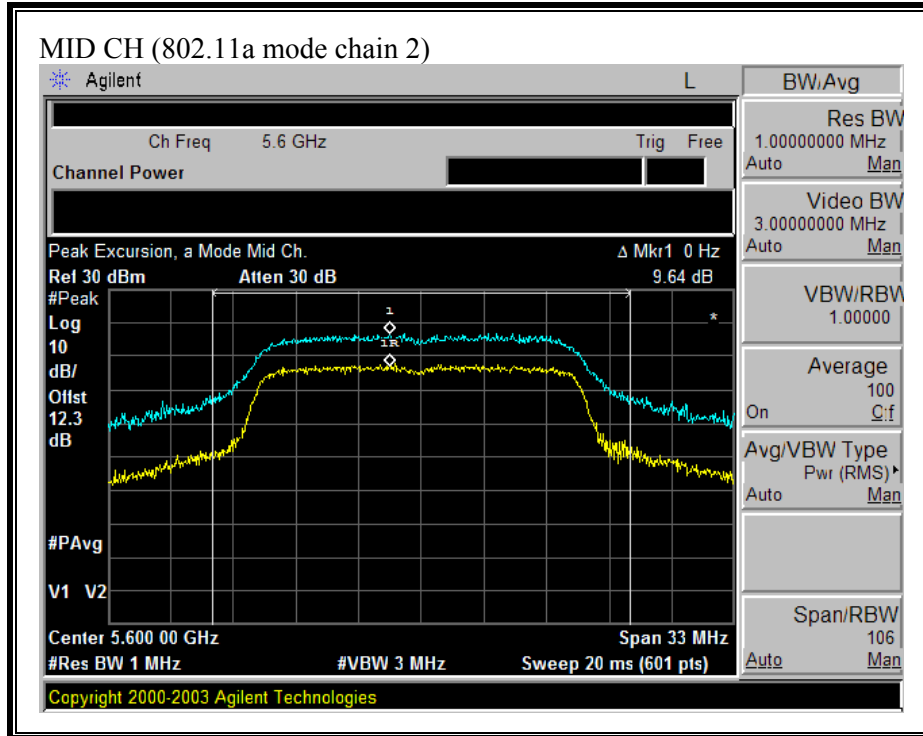 MID CH (802.11a mode chain 2)
Agilent L
BW/Avg
Ch Freq 5.6 GHz Trig Free
Channel Power
Res BW
1.00000000 MHz
Auto Man
Video BW
3.00000000 MHz
Auto Man
Peak Excursion, a Mode Mid Ch. Δ Mkr1 0 Hz
Ref 30 dBm Atten 30 dB 9.64 dB
#Peak
Log
10
dB/
Offst
12.3
dB
1
1R
*
#PAvg
V1 V2
VBW/RBW
1.00000
Average
100
On Off
Avg/VBW Type
Pwr (RMS)
Auto Man
Span/RBW
106
Auto Man
Center 5.600 00 GHz Span 33 MHz
#Res BW 1 MHz #VBW 3 MHz Sweep 20 ms (601 pts)
Copyright 2000-2003 Agilent Technologies